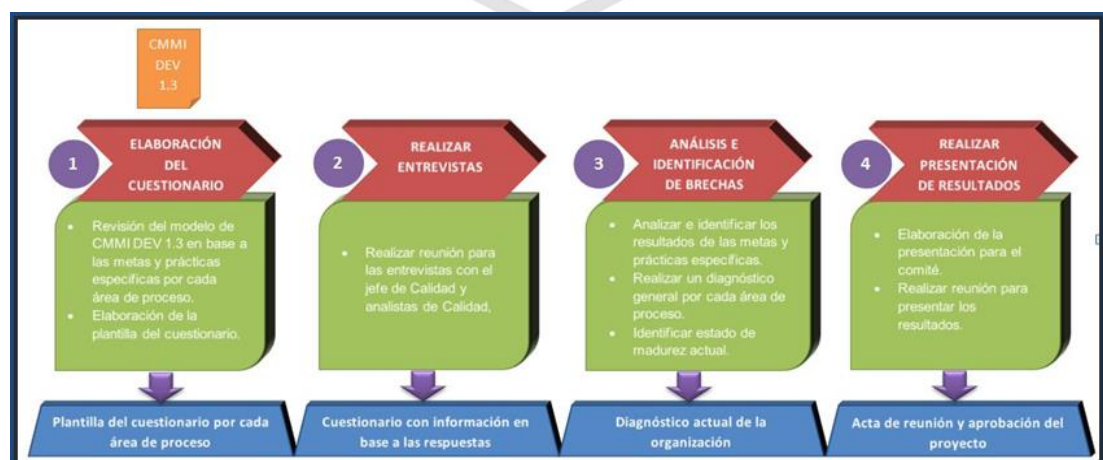 CMMI
DEV
1.3
1
ELABORACIÓN
DEL
CUESTIONARIO
• Revisión del modelo de
CMMI DEV 1.3 en base a
las metas y prácticas
específicas por cada
área de proceso.
• Elaboración de la
plantilla del cuestionario.
Plantilla del cuestionario por cada
área de proceso
2
REALIZAR
ENTREVISTAS
• Realizar reunión para
las entrevistas con el
jefe de Calidad y
analistas de Calidad,
Cuestionario con información en
base a las respuestas
3
ANÁLISIS E
IDENTIFICACIÓN
DE BRECHAS
• Analizar e identificar los
resultados de las metas y
prácticas específicas.
• Realizar un diagnóstico
general por cada área de
proceso.
• Identificar estado de
madurez actual.
Diagnóstico actual de la
organización
4
REALIZAR
PRESENTACIÓN
DE RESULTADOS
• Elaboración de la
presentación para el
comité.
• Realizar reunión para
presentar los
resultados.
Acta de reunión y aprobación del
proyecto